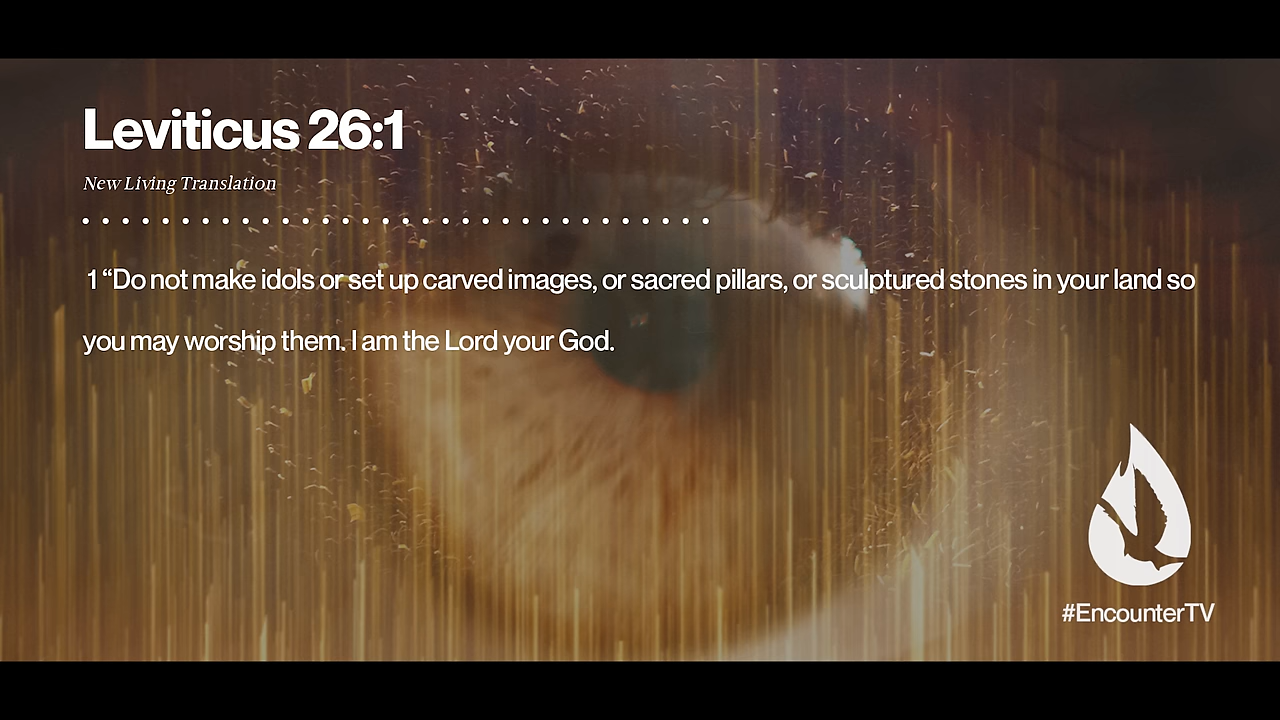 Leviticus 26:1
New Living Translation
1 “Do not make idols or set up carved images, or sacred pillars, or sculptured stones in your land so
you may worship them. I am the Lord your God.
#EncounterTV